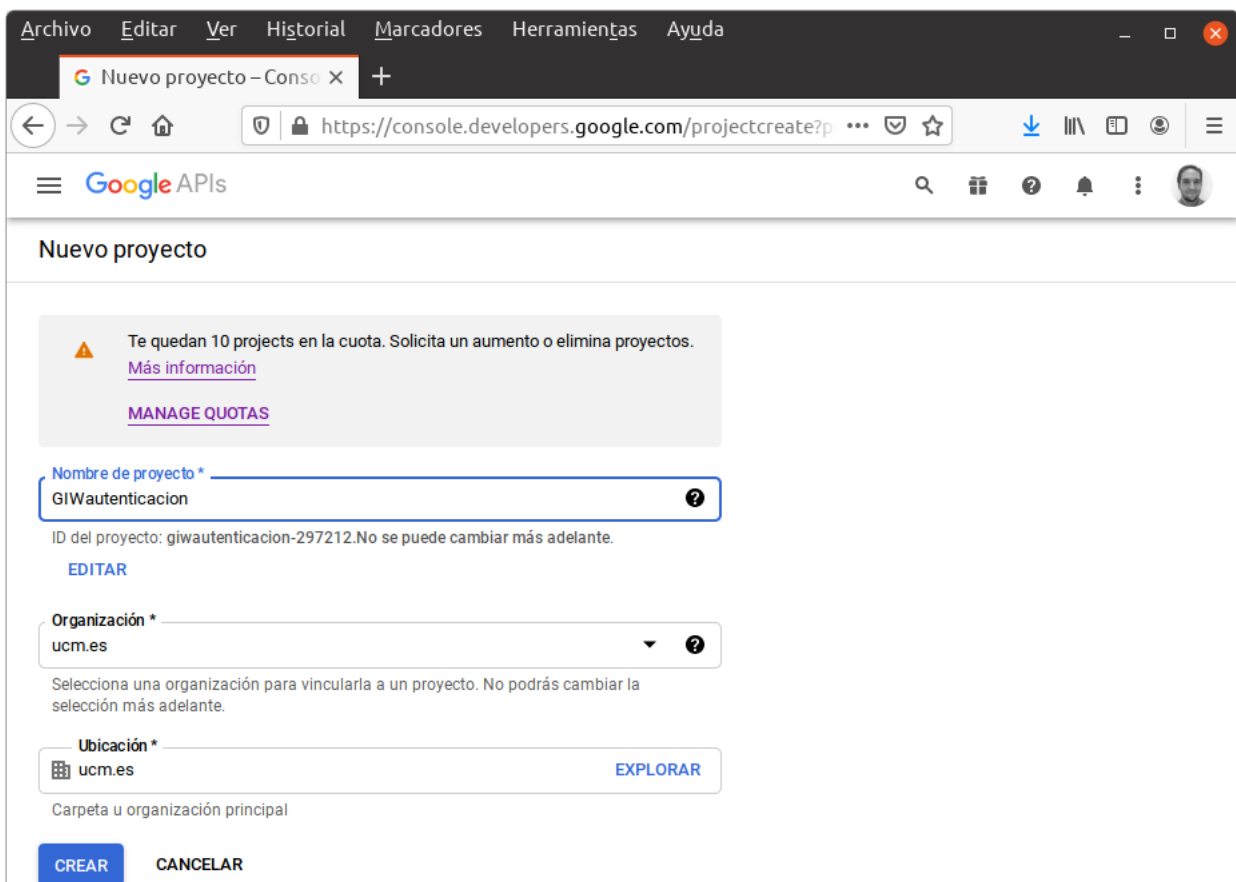 Archivo Editar Ver Historial Marcadores Herramientas Ayuda
Nuevo proyecto – Conso
https://console.developers.google.com/projectcreate?p
Google APIs
Nuevo proyecto
Te quedan 10 projects en la cuota. Solicita un aumento o elimina proyectos.
Más información
MANAGE QUOTAS
Nombre de proyecto *
GIWautenticacion
ID del proyecto: giwautenticacion-297212.No se puede cambiar más adelante.
EDITAR
Organización *
ucm.es
Selecciona una organización para vincularla a un proyecto. No podrás cambiar la
selección más adelante.
Ubicación *
ucm.es EXPLORAR
Carpeta u organización principal
CREAR CANCELAR